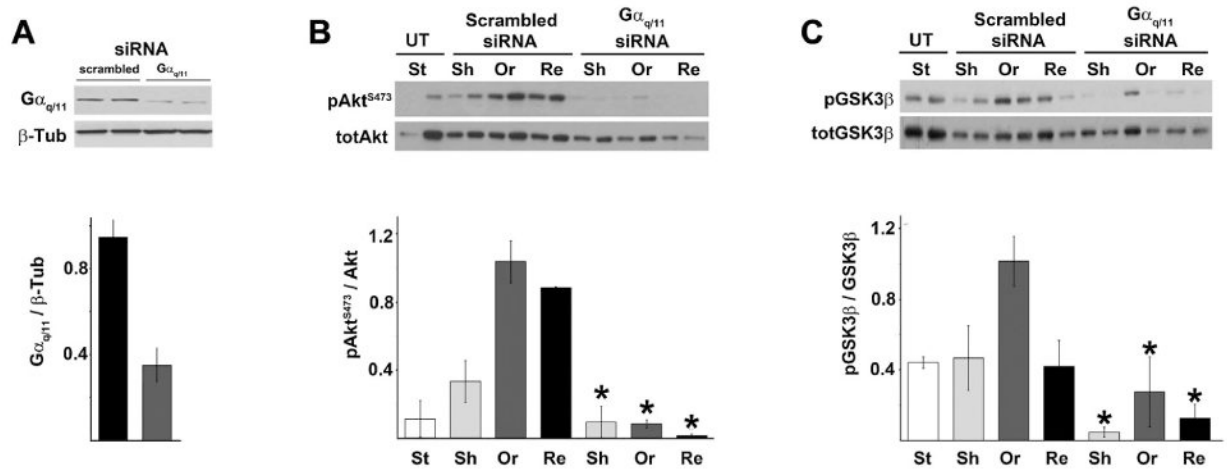 A
siRNA
scrambled Gαq/11
Gαq/11
β-Tub
0.8
0.4
Gαq/11 / β-Tub
B
UT Scrambled siRNA Gαq/11 siRNA
St Sh Or Re Sh Or Re
pAktS473
totAkt
1.2
0.8
0.4
pAktS473 / Akt
* * *
St Sh Or Re Sh Or Re
C
UT Scrambled siRNA Gαq/11 siRNA
St Sh Or Re Sh Or Re
pGSK3β
totGSK3β
1.2
0.8
0.4
pGSK3β / GSK3β
* * *
St Sh Or Re Sh Or Re